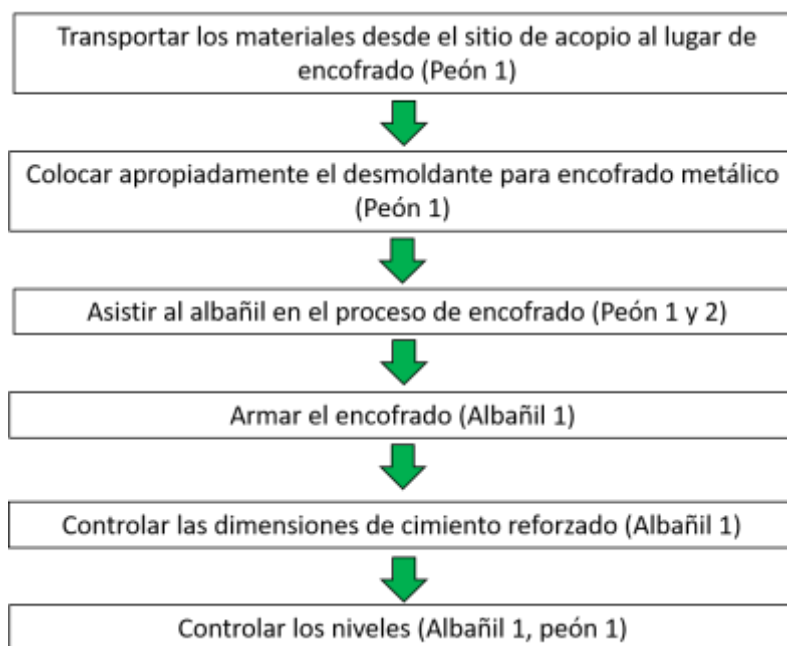 Transportar los materiales desde el sitio de acopio al lugar de
encofrado (Peón 1)
Colocar apropiadamente el desmoldante para encofrado metálico
(Peón 1)
Asistir al albañil en el proceso de encofrado (Peón 1 y 2)
Armar el encofrado (Albañil 1)
Controlar las dimensiones de cimiento reforzado (Albañil 1)
Controlar los niveles (Albañil 1, peón 1)